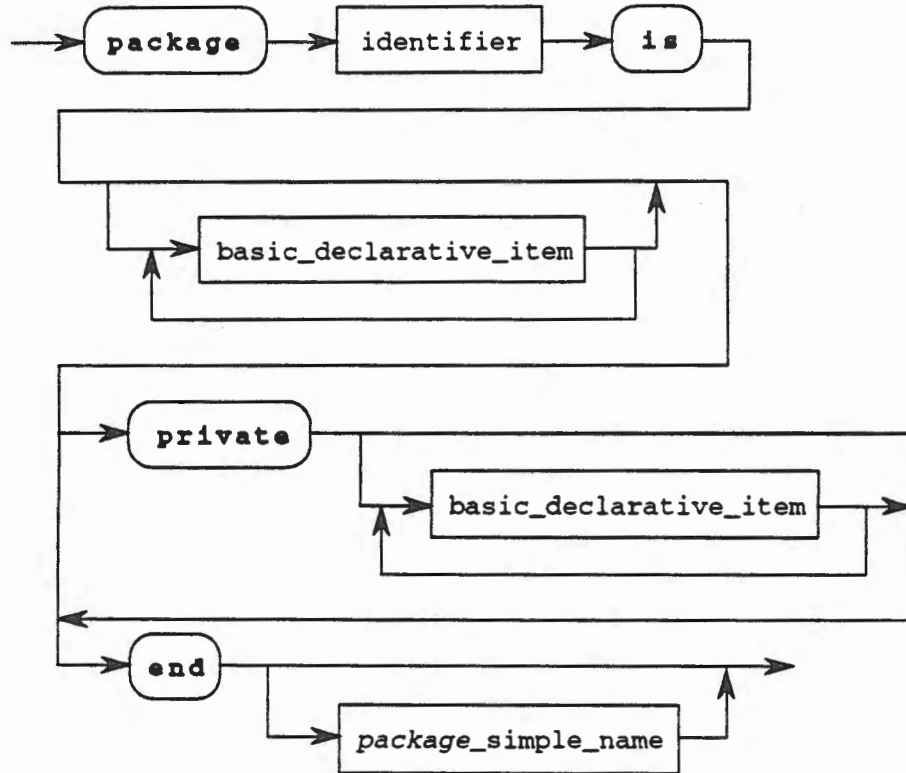 package identifier is
basic_declarative_item
private
basic_declarative_item
end
package_simple_name